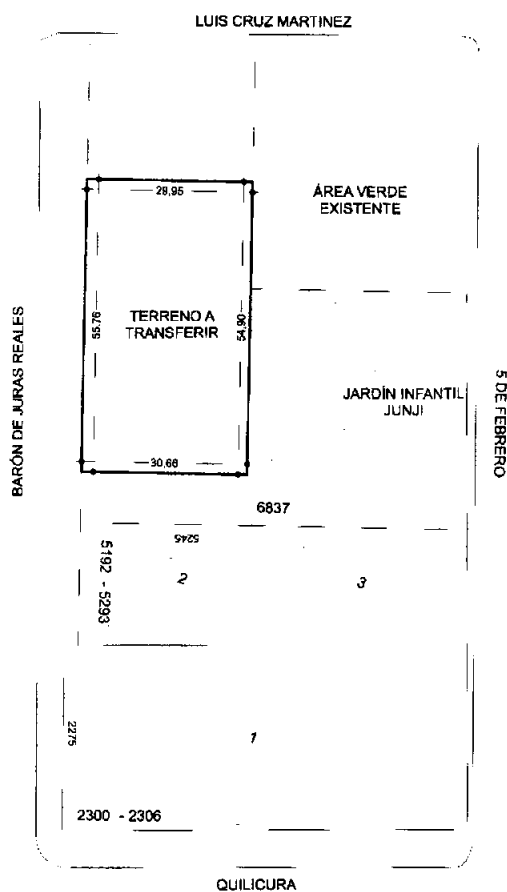 LUIS CRUZ MARTINEZ
28,95
ÁREA VERDE
EXISTENTE
55,76
TERRENO A
TRANSFERIR
54,90
BARÓN DE JURAS REALES
JARDÍN INFANTIL
JUNJI
5 DE FEBRERO
30,66
6837
5245
5192 - 5293
2
3
2275
1
2300 - 2306
QUILICURA